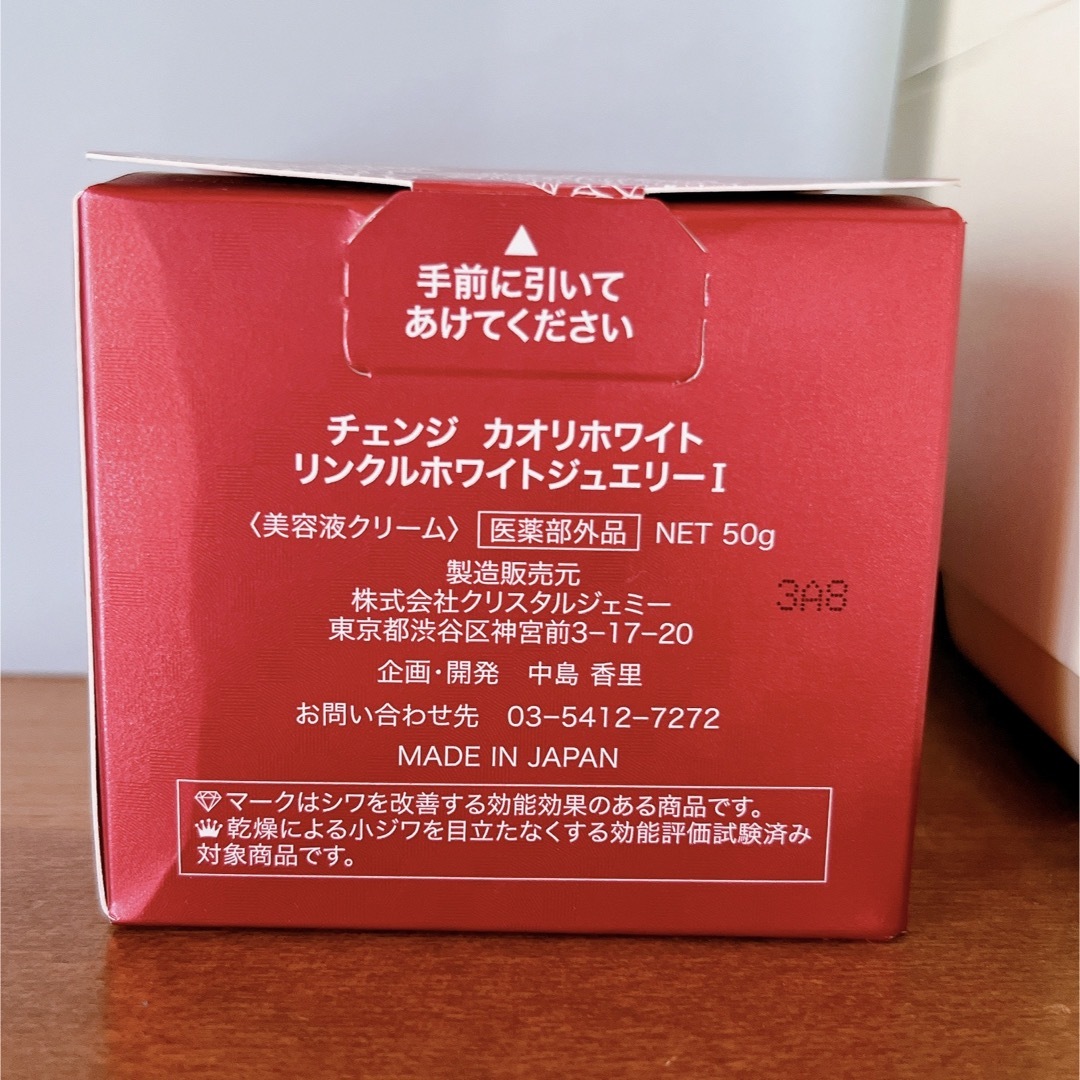 手前に引いて
あけてください
チェンジ カオリホワイト
リンクルホワイトジュエリーI
〈美容液クリーム〉 医薬部外品 NET 50g
製造販売元
株式会社クリスタルジェミー
3A8
東京都渋谷区神宮前3−17−20
企画・開発 中島 香里
お問い合わせ先 03−5412−7272
MADE IN JAPAN
マークはシワを改善する効能効果のある商品です。
乾燥による小ジワを目立たなくする効能評価試験済み
対象商品です。